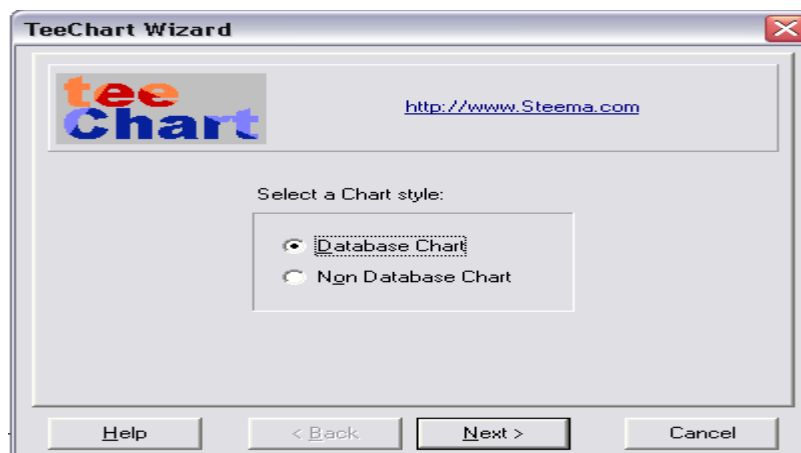 TeeChart Wizard
tee
Chart
http://www.Steema.com
Select a Chart style:
Database Chart
Non Database Chart
Help
< Back
Next >
Cancel